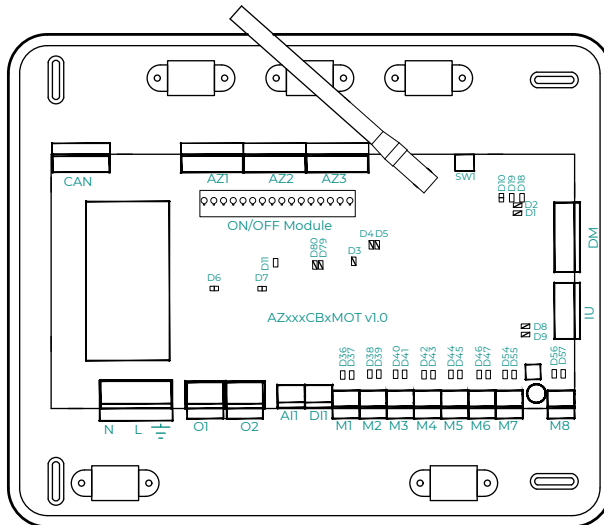 CAN
AZ1
AZ2
AZ3
SW1
D10
D19
D18
D2
D1
DM
ON/OFF Module
D4
D5
D80
D79
D3
D11
D6
D7
AZxxxCBxMOT v1.0
IU
D8
D9
D36
D37
D38
D39
D40
D41
D42
D43
D44
D45
D46
D47
D54
D55
D56
D57
N
L
O1
O2
AI1
DI1
M1
M2
M3
M4
M5
M6
M7
M8